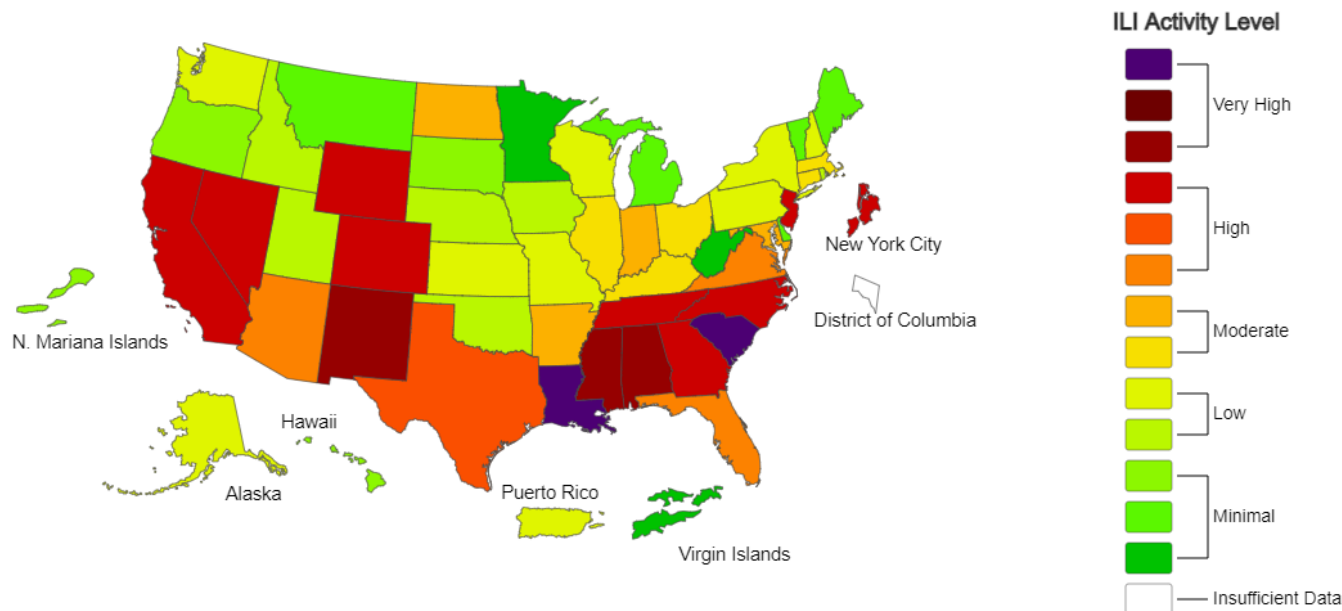 ILI Activity Level
Very High
High
New York City
District of Columbia
Moderate
N. Mariana Islands
Low
Hawaii
Alaska
Puerto Rico
Minimal
Virgin Islands
Insufficient Data